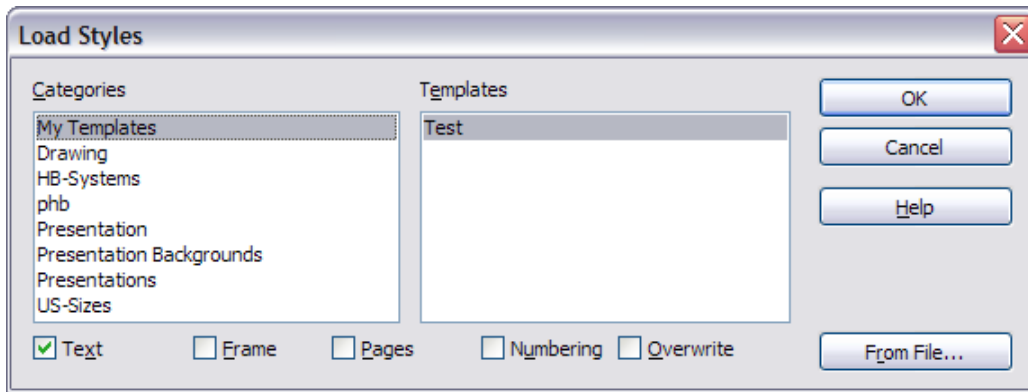 Load Styles
Categories
Templates
My Templates
Drawing
HB-Systems
phb
Presentation
Presentation Backgrounds
Presentations
US-Sizes
Test
OK
Cancel
Help
Text
Frame
Pages
Numbering
Overwrite
From File...